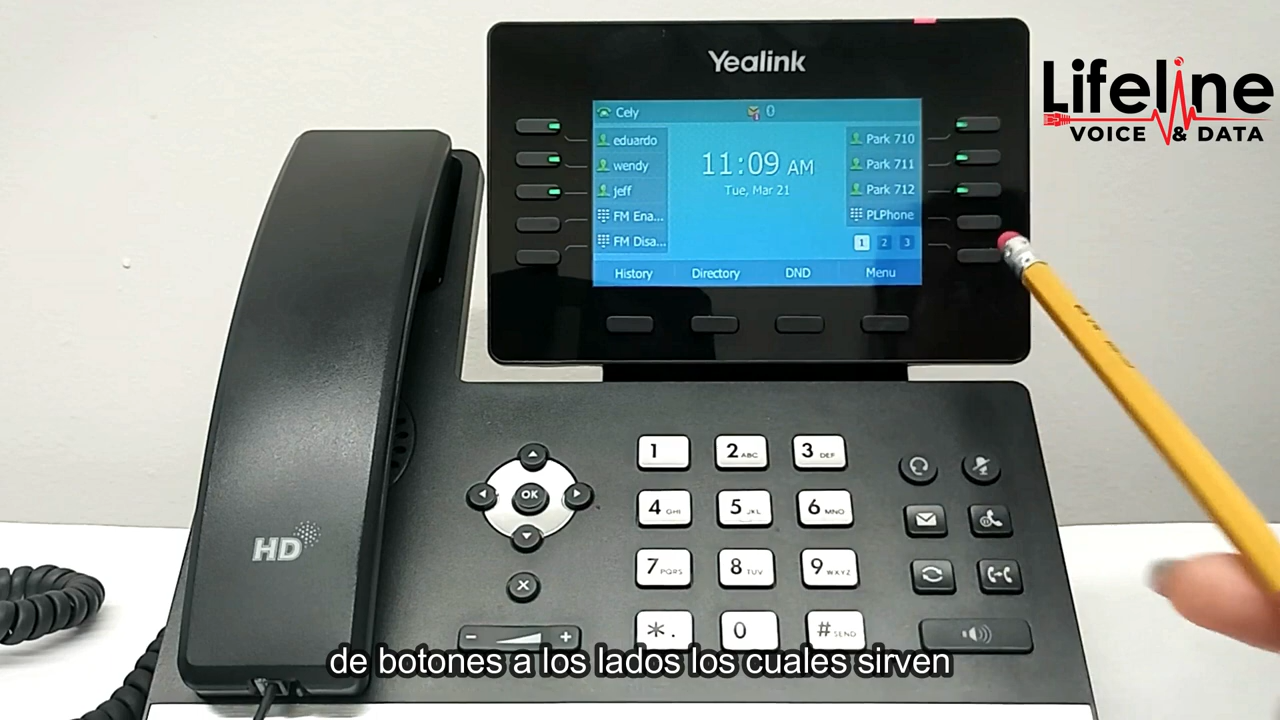 Yealink
Lifeline
VOICE & DATA
Cely
0
eduardo
wendy
jeff
FM Ena...
FM Disa...
11:09 AM
Tue, Mar 21
Park 710
Park 711
Park 712
PLPhone
1 2 3
History Directory DND Menu
1 2 ABC 3 DEF
4 GHI 5 JKL 6 MNO
OK
7 PQRS 8 TUV 9 WXYZ
* . 0 # SEND
HD
de botones a los lados los cuales sirven